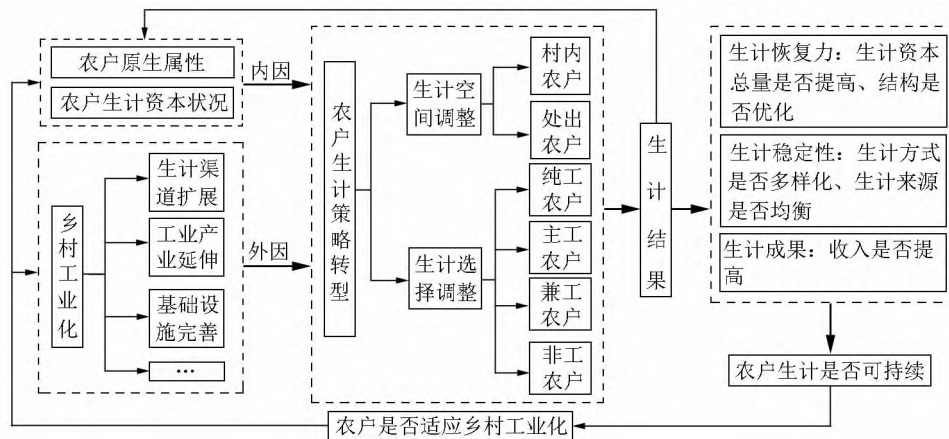 农户原生属性
农户生计资本状况
内因
乡村工业化
生计渠
道扩展
工业产
业延伸
基础设
施完善
…
外因
农户生计策略转型
生计空
间调整
村内
农户
处出
农户
生计选
择调整
纯工
农户
主工
农户
兼工
农户
非工
农户
生计结果
生计恢复力：生计资本
总量是否提高、结构是
否优化
生计稳定性：生计方式
是否多样化、生计来源
是否均衡
生计成果：收入是否提
高
农户生计是否可持续
农户是否适应乡村工业化